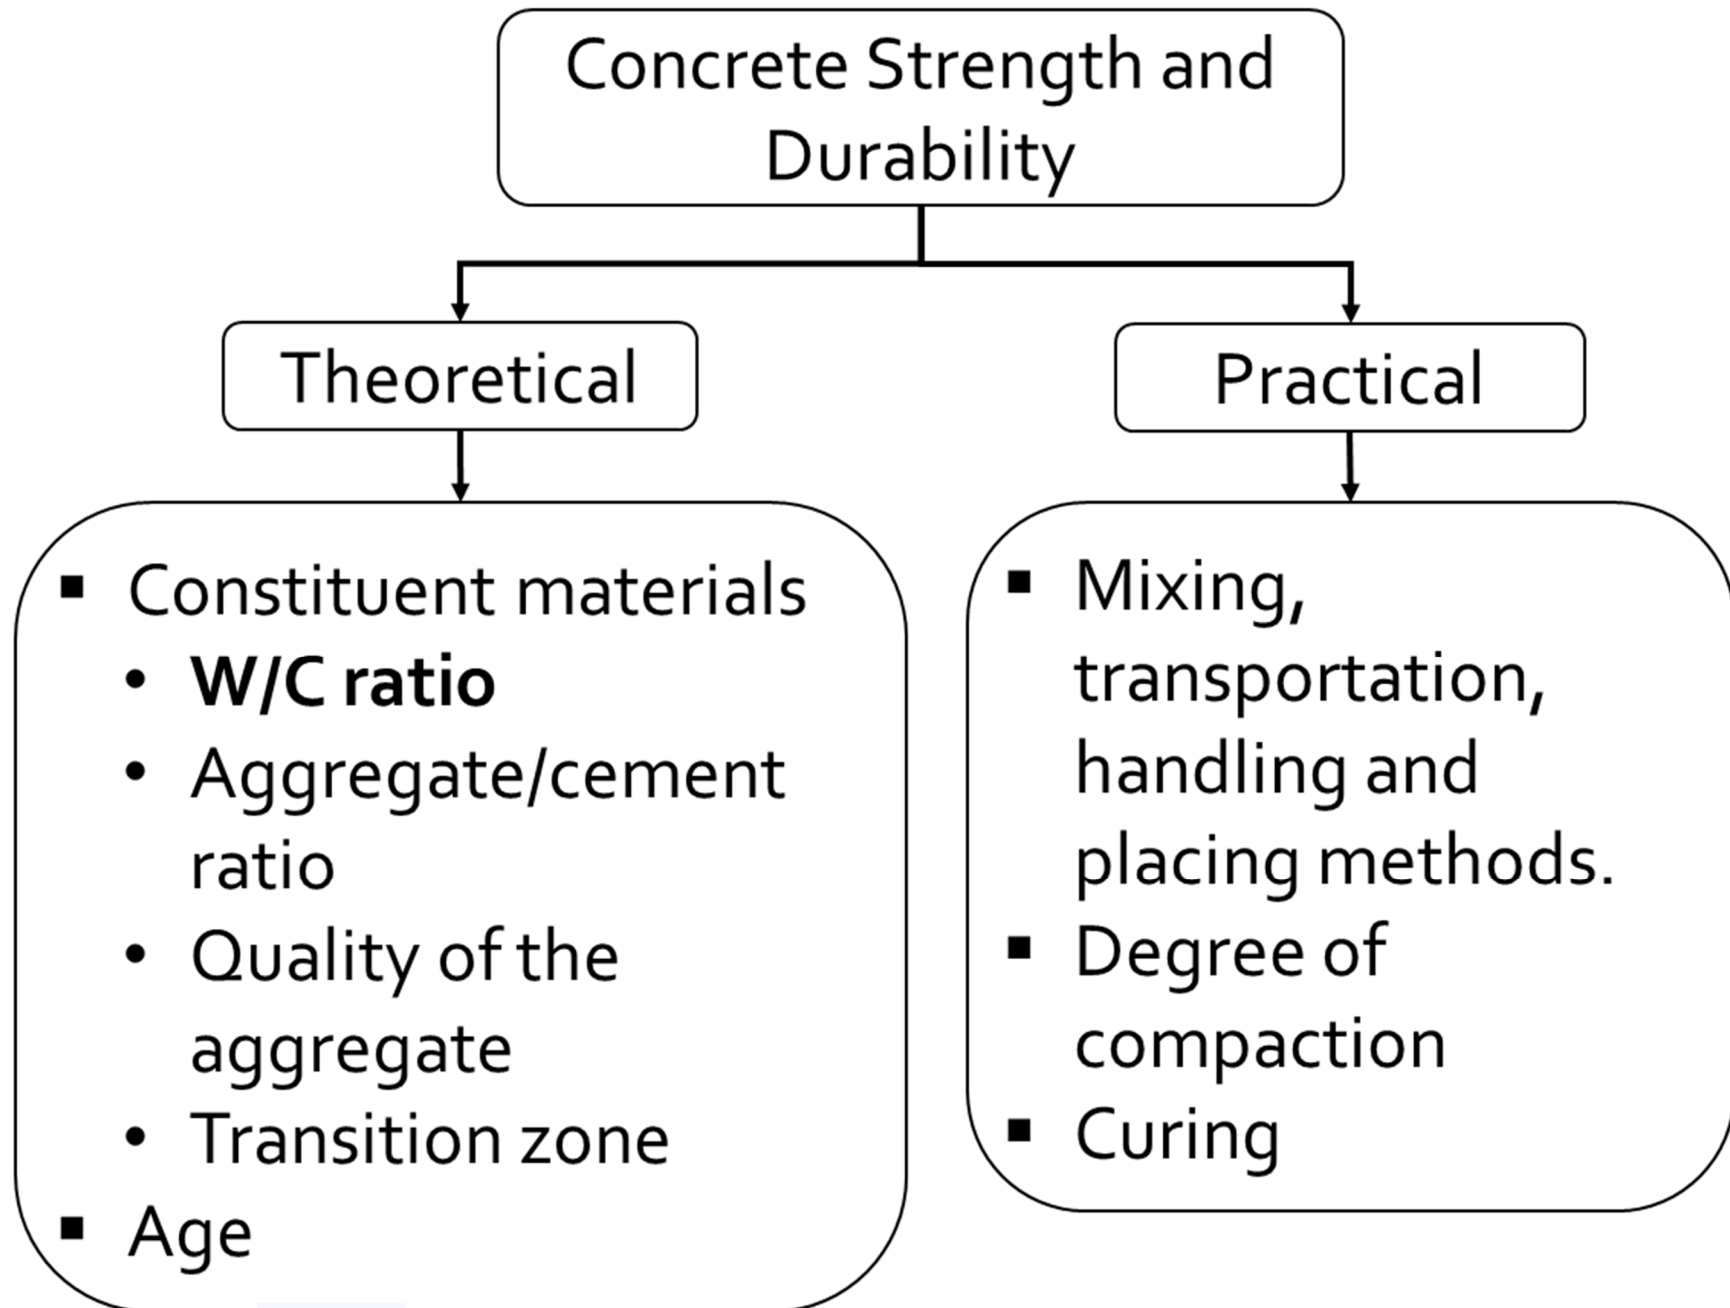 Concrete Strength and
Durability
Theoretical
Practical
▪ Constituent materials
• W/C ratio
• Aggregate/cement
ratio
• Quality of the
aggregate
• Transition zone
▪ Age
▪ Mixing,
transportation,
handling and
placing methods.
▪ Degree of
compaction
▪ Curing